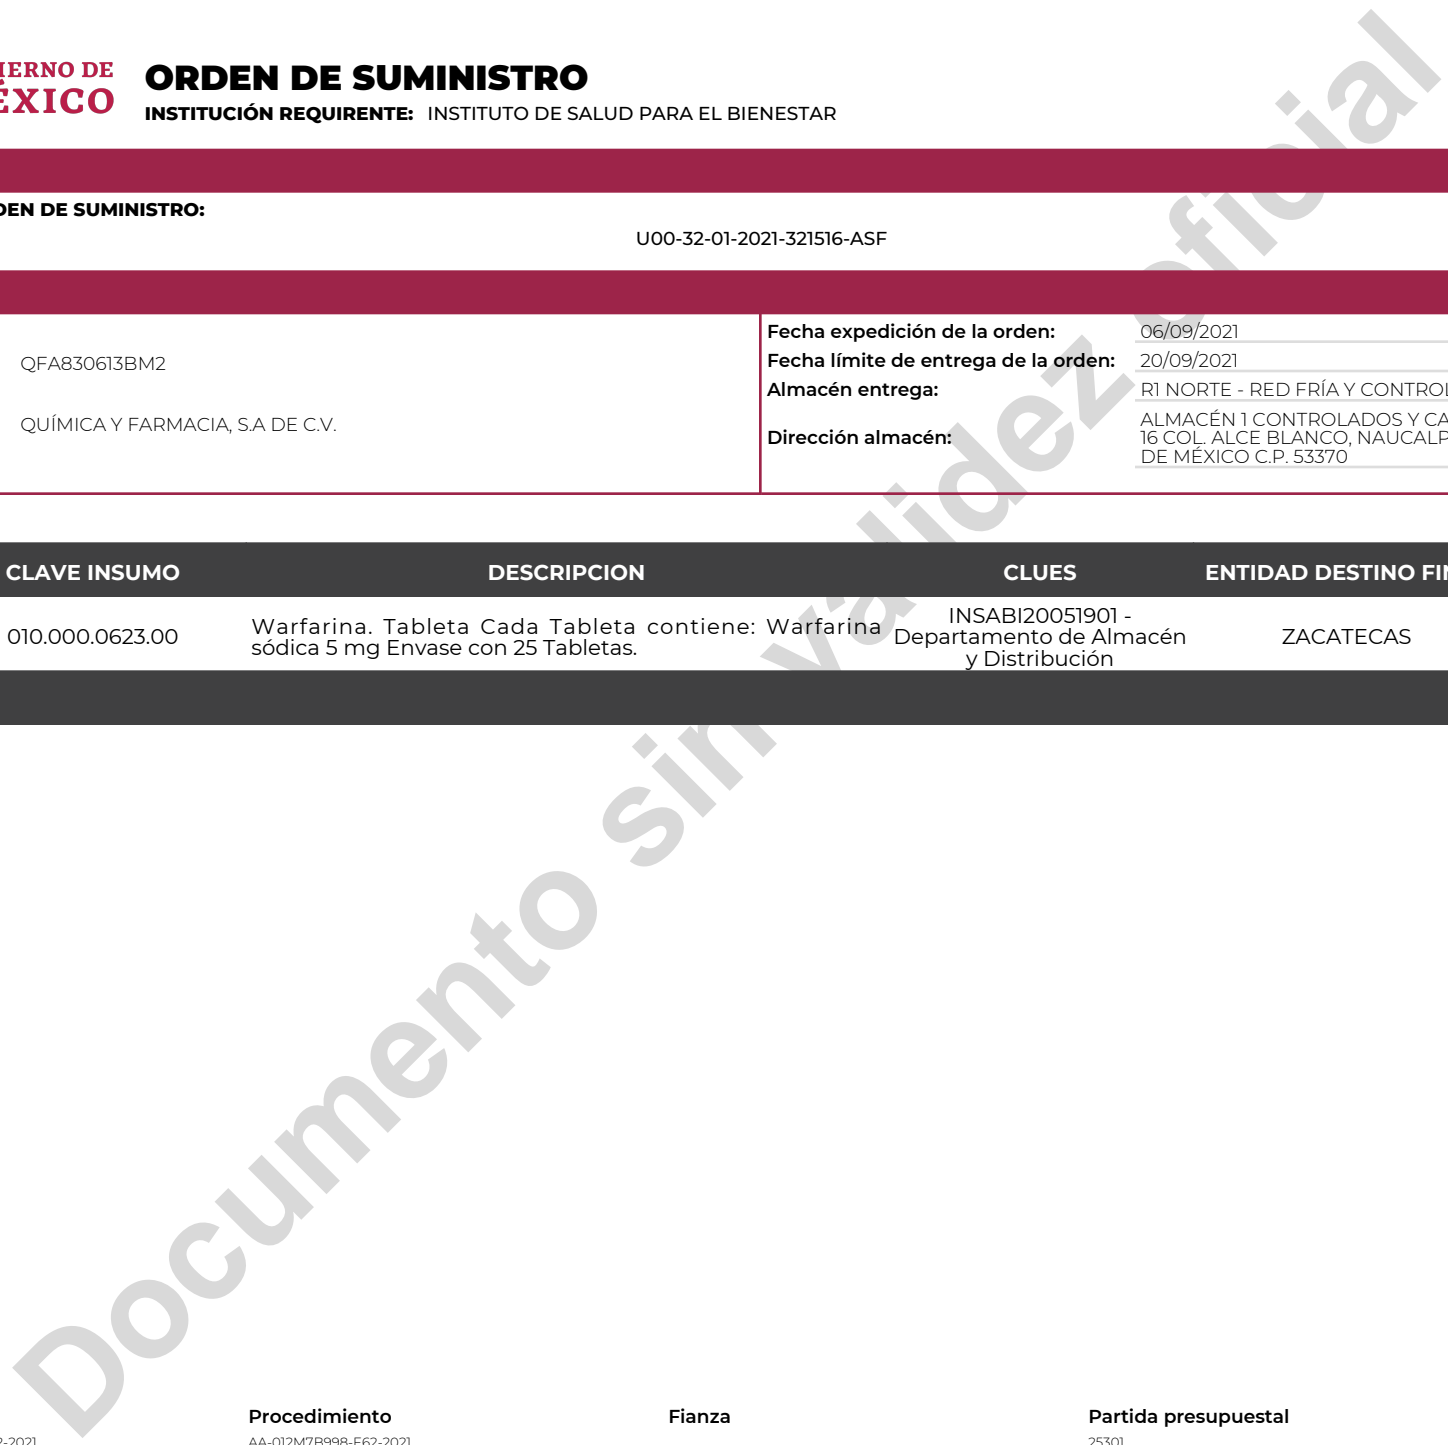 ORDEN DE SUMINISTRO
INSTITUCIÓN REQUIRENTE: INSTITUTO DE SALUD PARA EL BIENESTAR
IERNO DE
ÉXICO
DEN DE SUMINISTRO:
U00-32-01-2021-321516-ASF
QFA830613BM2
QUÍMICA Y FARMACIA, S.A DE C.V.
Fecha expedición de la orden: 06/09/2021
Fecha límite de entrega de la orden: 20/09/2021
Almacén entrega: R1 NORTE - RED FRÍA Y CONTROL
Dirección almacén: ALMACÉN 1 CONTROLADOS Y CA
16 COL. ALCE BLANCO, NAUCALP
DE MÉXICO C.P. 53370
CLAVE INSUMO DESCRIPCION CLUES ENTIDAD DESTINO FIN
010.000.0623.00
Warfarina. Tableta Cada Tableta contiene: Warfarina
sódica 5 mg Envase con 25 Tabletas.
INSABI20051901 -
Departamento de Almacén
y Distribución
ZACATECAS
Documento sin validez oficial
Procedimiento Fianza Partida presupuestal
2-2021 AA-012M7B998-E62-2021 25301